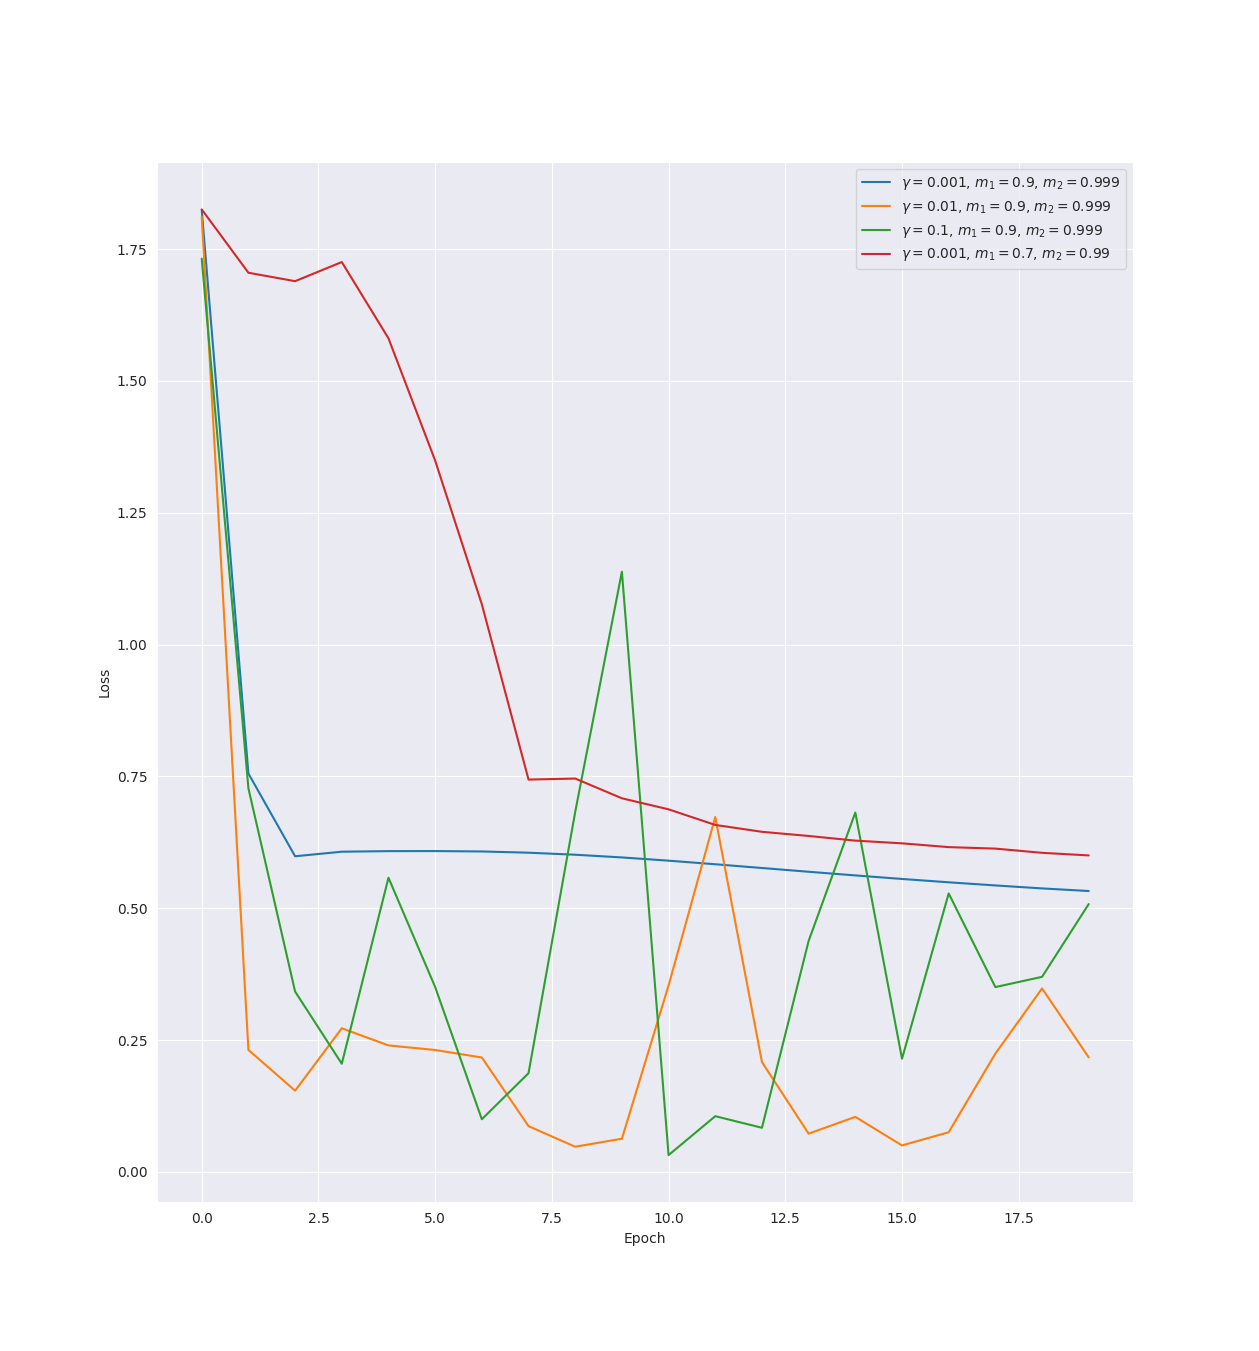 γ = 0.001, m₁ = 0.9, m₂ = 0.999
γ = 0.01, m₁ = 0.9, m₂ = 0.999
γ = 0.1, m₁ = 0.9, m₂ = 0.999
γ = 0.001, m₁ = 0.7, m₂ = 0.99
1.75
1.50
1.25
1.00
0.75
0.50
0.25
0.00
Loss
0.0 2.5 5.0 7.5 10.0 12.5 15.0 17.5
Epoch